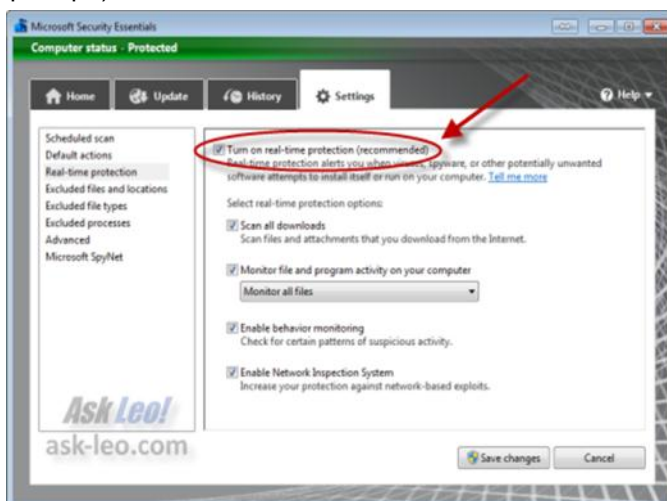 Microsoft Security Essentials
Computer status - Protected
Home
Update
History
Settings
Help
Scheduled scan
Default actions
Real-time protection
Excluded files and locations
Excluded file types
Excluded processes
Advanced
Microsoft SpyNet
Turn on real-time protection (recommended)
Real-time protection alerts you when viruses, spyware, or other potentially unwanted
software attempts to install itself or run on your computer. Tell me more
Select real-time protection options:
Scan all downloads
Scan files and attachments that you download from the Internet.
Monitor file and program activity on your computer
Monitor all files
Enable behavior monitoring
Check for certain patterns of suspicious activity.
Enable Network Inspection System
Increase your protection against network-based exploits.
Ask Leo!
ask-leo.com
Save changes
Cancel